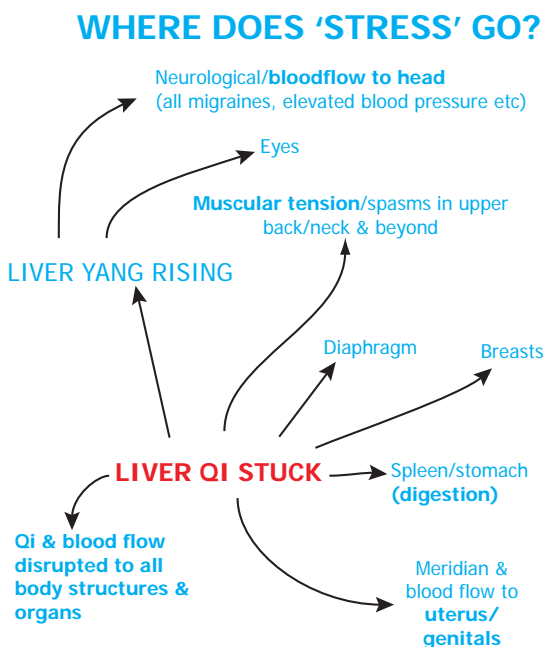 WHERE DOES 'STRESS' GO?
Neurological/bloodflow to head
(all migraines, elevated blood pressure etc)
Eyes
Muscular tension/spasms in upper
back/neck & beyond
LIVER YANG RISING
Diaphragm
Breasts
LIVER QI STUCK
Spleen/stomach
(digestion)
Qi & blood flow
disrupted to all
body structures &
organs
Meridian &
blood flow to
uterus/
genitals